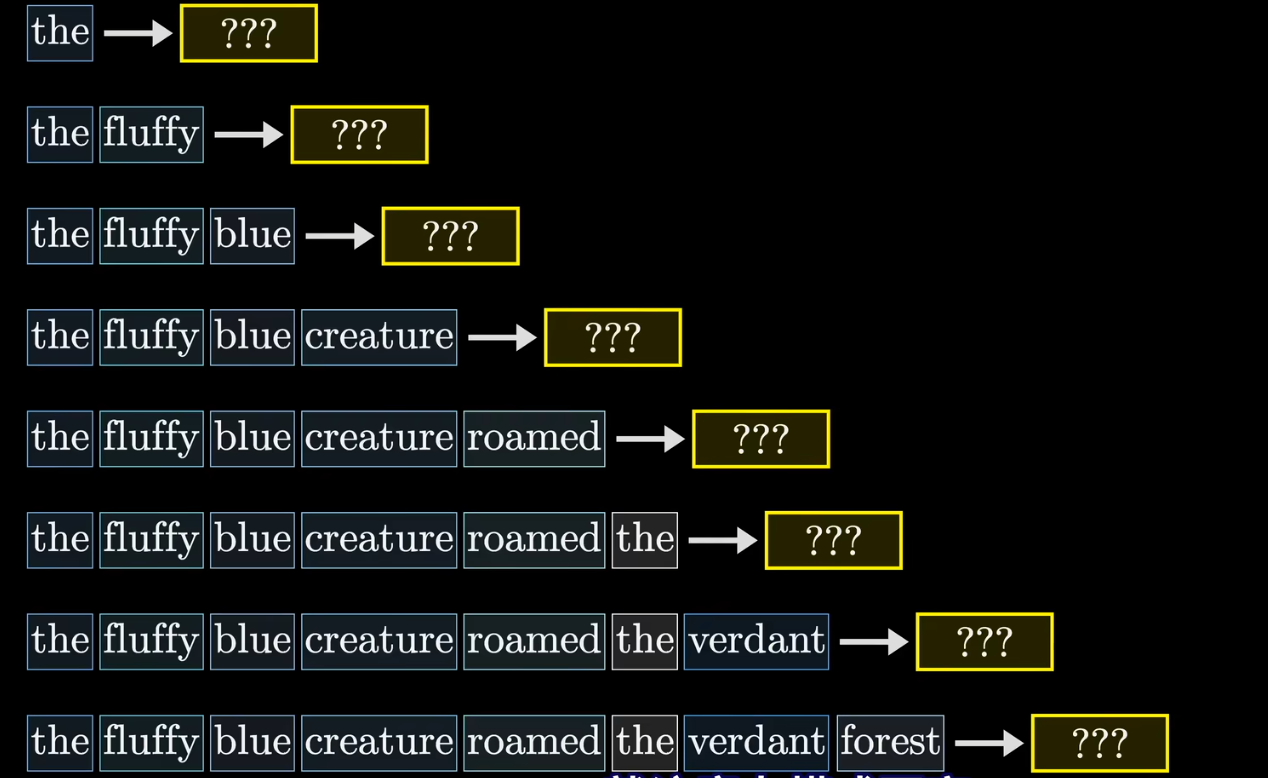 the → ???
the fluffy → ???
the fluffy blue → ???
the fluffy blue creature → ???
the fluffy blue creature roamed → ???
the fluffy blue creature roamed the → ???
the fluffy blue creature roamed the verdant → ???
the fluffy blue creature roamed the verdant forest → ???